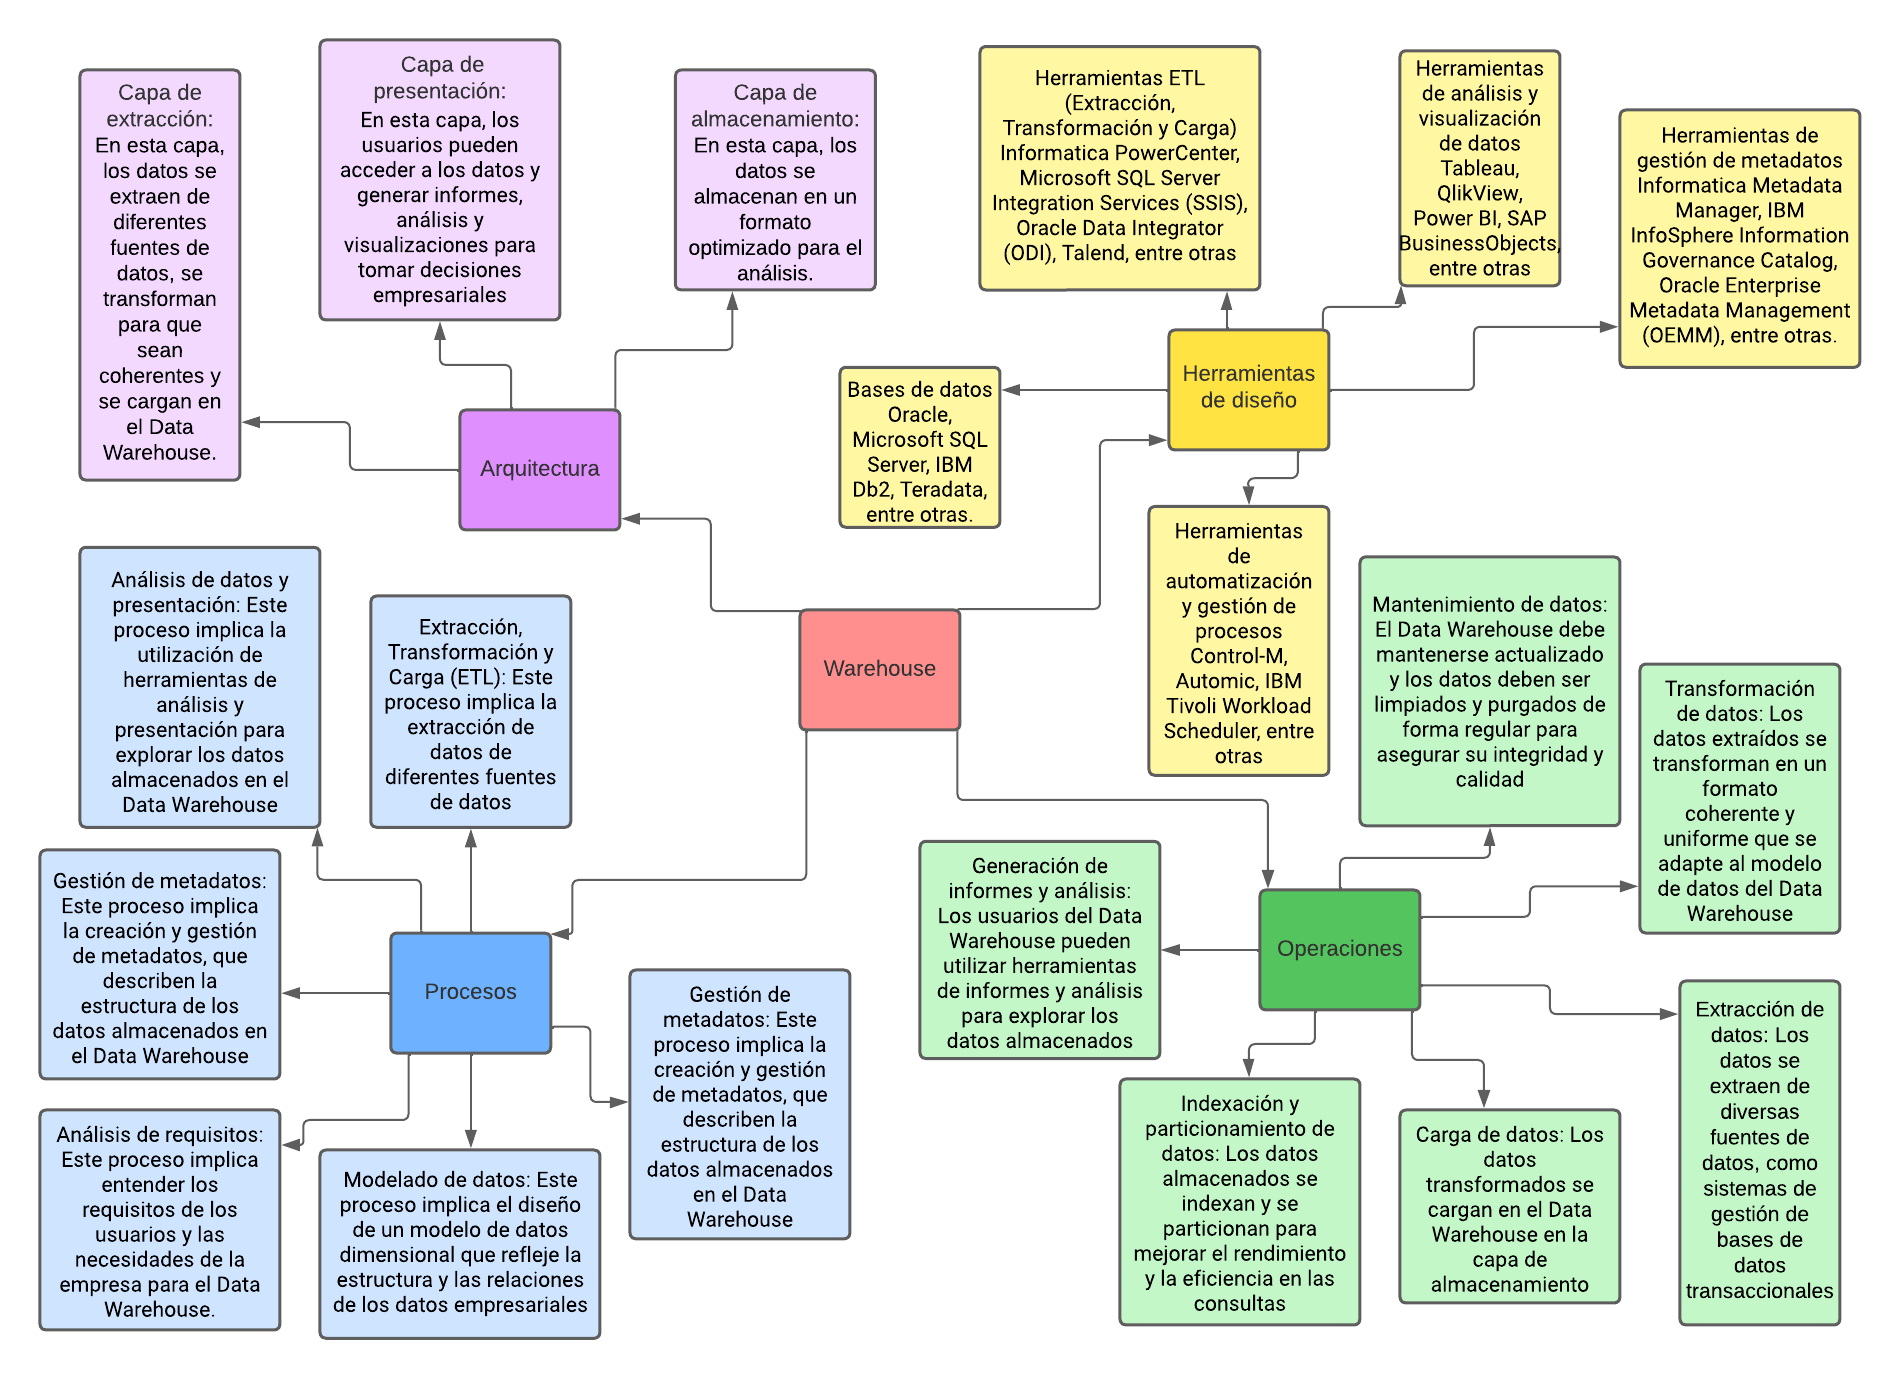 Capa de
extracción:
En esta capa,
los datos se
extraen de
diferentes
fuentes de
datos, se
transforman
para que
sean
coherentes y
se cargan en
el Data
Warehouse.
Capa de
presentación:
En esta capa, los
usuarios pueden
acceder a los datos y
generar informes,
análisis y
visualizaciones para
tomar decisiones
empresariales
Capa de
almacenamiento:
En esta capa, los
datos se
almacenan en un
formato
optimizado para el
análisis.
Arquitectura
Herramientas ETL
(Extracción,
Transformación y Carga)
Informatica PowerCenter,
Microsoft SQL Server
Integration Services (SSIS),
Oracle Data Integrator
(ODI), Talend, entre otras
Herramientas
de análisis y
visualización
de datos
Tableau,
QlikView,
Power BI, SAP
BusinessObjects,
entre otras
Herramientas de
gestión de metadatos
Informatica Metadata
Manager, IBM
InfoSphere Information
Governance Catalog,
Oracle Enterprise
Metadata Management
(OEMM), entre otras.
Herramientas
de diseño
Bases de datos
Oracle,
Microsoft SQL
Server, IBM
Db2, Teradata,
entre otras.
Herramientas
de
automatización
y gestión de
procesos
Control-M,
Automic, IBM
Tivoli Workload
Scheduler, entre
otras
Warehouse
Análisis de datos y
presentación: Este
proceso implica la
utilización de
herramientas de
análisis y
presentación para
explorar los datos
almacenados en el
Data Warehouse
Extracción,
Transformación y
Carga (ETL): Este
proceso implica la
extracción de
datos de
diferentes fuentes
de datos
Gestión de metadatos:
Este proceso implica
la creación y gestión
de metadatos, que
describen la
estructura de los
datos almacenados en
el Data Warehouse
Procesos
Gestión de
metadatos: Este
proceso implica la
creación y gestión
de metadatos, que
describen la
estructura de los
datos almacenados
en el Data
Warehouse
Análisis de requisitos:
Este proceso implica
entender los
requisitos de los
usuarios y las
necesidades de la
empresa para el Data
Warehouse.
Modelado de datos: Este
proceso implica el diseño
de un modelo de datos
dimensional que refleje la
estructura y las relaciones
de los datos empresariales
Mantenimiento de datos:
El Data Warehouse debe
mantenerse actualizado
y los datos deben ser
limpiados y purgados de
forma regular para
asegurar su integridad y
calidad
Transformación
de datos: Los
datos extraídos se
transforman en un
formato
coherente y
uniforme que se
adapte al modelo
de datos del Data
Warehouse
Generación de
informes y análisis:
Los usuarios del Data
Warehouse pueden
utilizar herramientas
de informes y análisis
para explorar los
datos almacenados
Operaciones
Extracción de
datos: Los
datos se
extraen de
diversas
fuentes de
datos, como
sistemas de
gestión de
bases de
datos
transaccionales
Indexación y
particionamiento de
datos: Los datos
almacenados se
indexan y se
particionan para
mejorar el rendimiento
y la eficiencia en las
consultas
Carga de datos: Los
datos
transformados se
cargan en el Data
Warehouse en la
capa de
almacenamiento